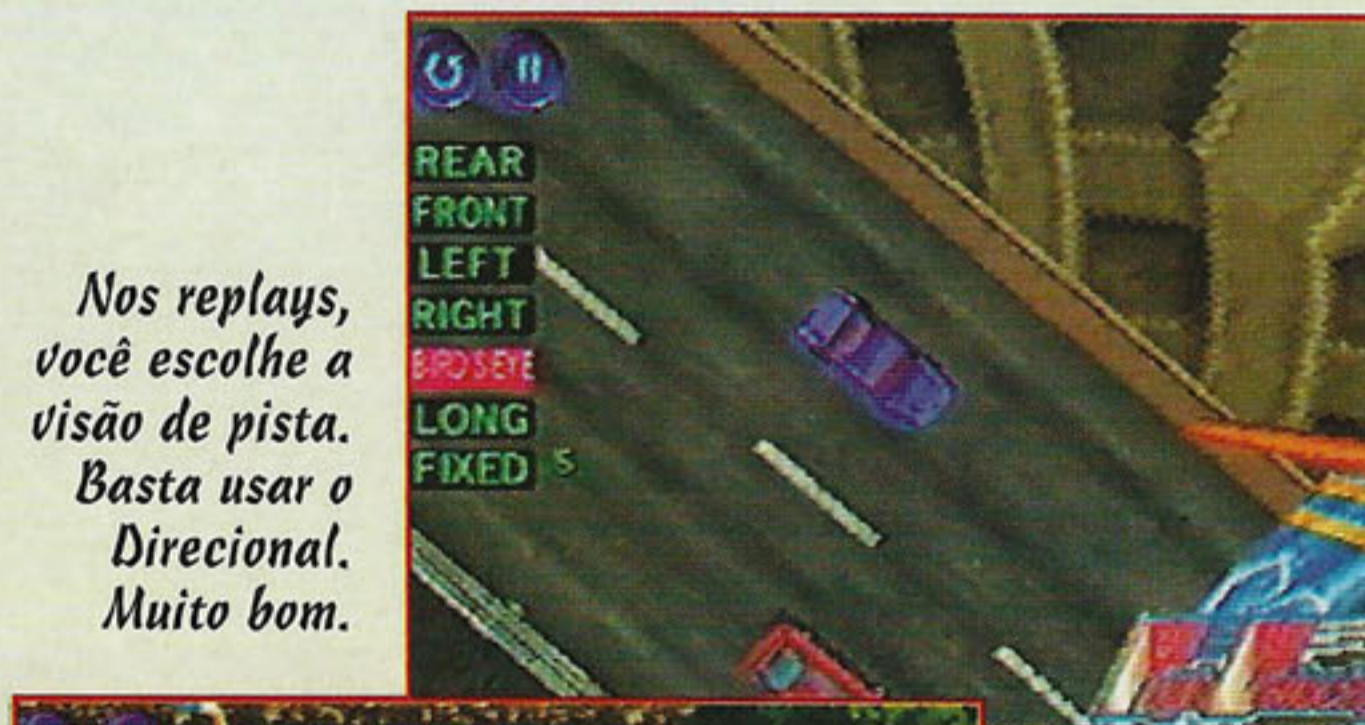 Nos replays,
você escolhe a
visão de pista.
Basta usar o
Direcional.
Muito bom.
REAR
FRONT
LEFT
RIGHT
BIRDSEYE
LONG
FIXED S